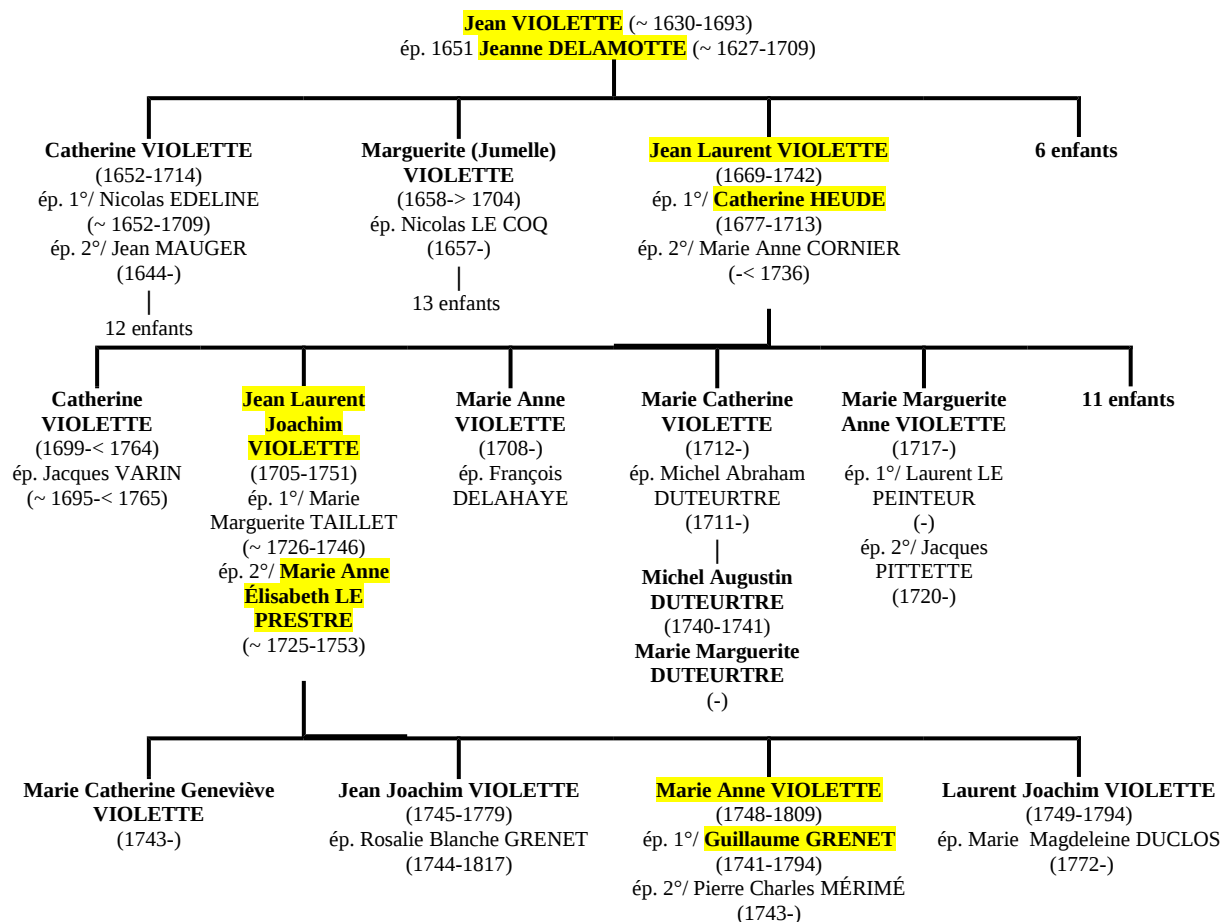 Jean VIOLETTE (~ 1630-1693)
ép. 1651 Jeanne DELAMOTTE (~ 1627-1709)
Catherine VIOLETTE
(1652-1714)
ép. 1°/ Nicolas EDELINE
(~ 1652-1709)
ép. 2°/ Jean MAUGER
(1644-)
|
12 enfants
Marguerite (Jumelle)
VIOLETTE
(1658-> 1704)
ép. Nicolas LE COQ
(1657-)
|
13 enfants
Jean Laurent VIOLETTE
(1669-1742)
ép. 1°/ Catherine HEUDE
(1677-1713)
ép. 2°/ Marie Anne CORNIER
(-< 1736)
6 enfants
Catherine
VIOLETTE
(1699-< 1764)
ép. Jacques VARIN
(~ 1695-< 1765)
Jean Laurent
Joachim
VIOLETTE
(1705-1751)
ép. 1°/ Marie
Marguerite TAILLET
(~ 1726-1746)
ép. 2°/ Marie Anne
Élisabeth LE
PRESTRE
(~ 1725-1753)
Marie Anne
VIOLETTE
(1708-)
ép. François
DELAHAYE
Marie Catherine
VIOLETTE
(1712-)
ép. Michel Abraham
DUTEURTRE
(1711-)
|
Michel Augustin
DUTEURTRE
(1740-1741)
Marie Marguerite
DUTEURTRE
(-)
Marie Marguerite
Anne VIOLETTE
(1717-)
ép. 1°/ Laurent LE
PEINTEUR
(-)
ép. 2°/ Jacques
PITTETTE
(1720-)
11 enfants
Marie Catherine Geneviève
VIOLETTE
(1743-)
Jean Joachim VIOLETTE
(1745-1779)
ép. Rosalie Blanche GRENET
(1744-1817)
Marie Anne VIOLETTE
(1748-1809)
ép. 1°/ Guillaume GRENET
(1741-1794)
ép. 2°/ Pierre Charles MÉRIMÉ
(1743-)
Laurent Joachim VIOLETTE
(1749-1794)
ép. Marie Magdeleine DUCLOS
(1772-)